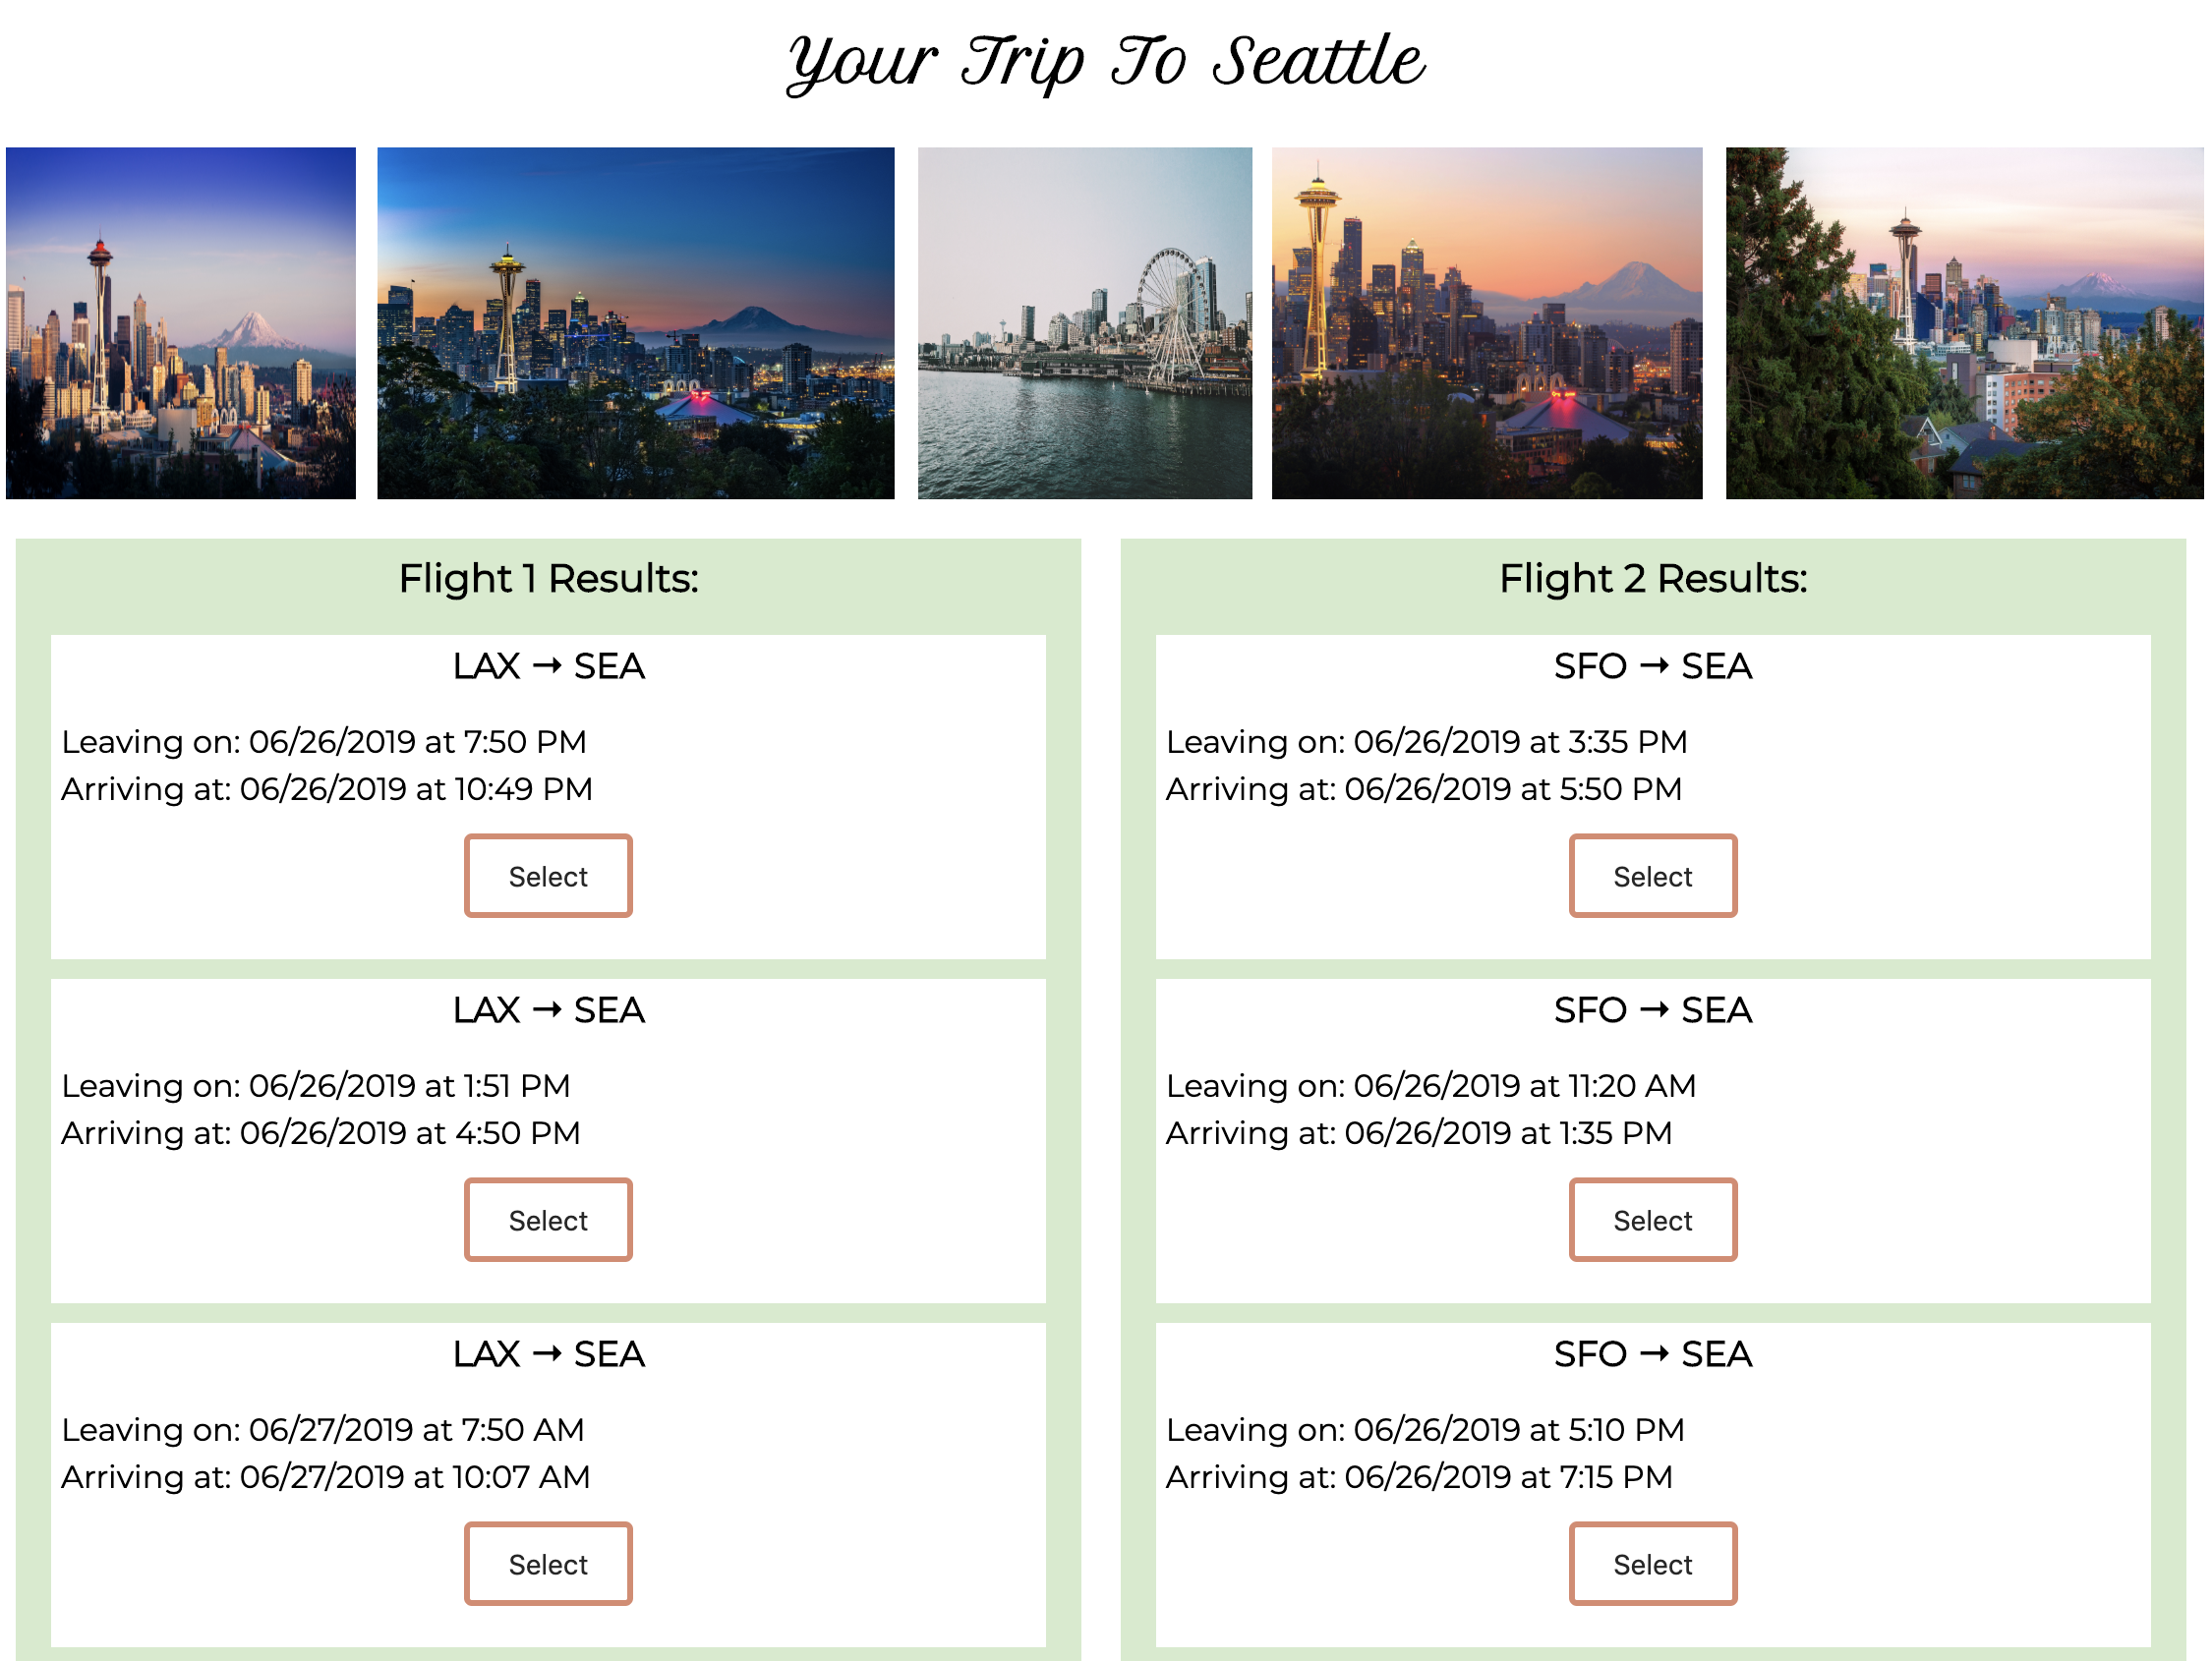 Your Trip To Seattle
Flight 1 Results:
LAX → SEA
Leaving on: 06/26/2019 at 7:50 PM
Arriving at: 06/26/2019 at 10:49 PM
Select
LAX → SEA
Leaving on: 06/26/2019 at 1:51 PM
Arriving at: 06/26/2019 at 4:50 PM
Select
LAX → SEA
Leaving on: 06/27/2019 at 7:50 AM
Arriving at: 06/27/2019 at 10:07 AM
Select
Flight 2 Results:
SFO → SEA
Leaving on: 06/26/2019 at 3:35 PM
Arriving at: 06/26/2019 at 5:50 PM
Select
SFO → SEA
Leaving on: 06/26/2019 at 11:20 AM
Arriving at: 06/26/2019 at 1:35 PM
Select
SFO → SEA
Leaving on: 06/26/2019 at 5:10 PM
Arriving at: 06/26/2019 at 7:15 PM
Select